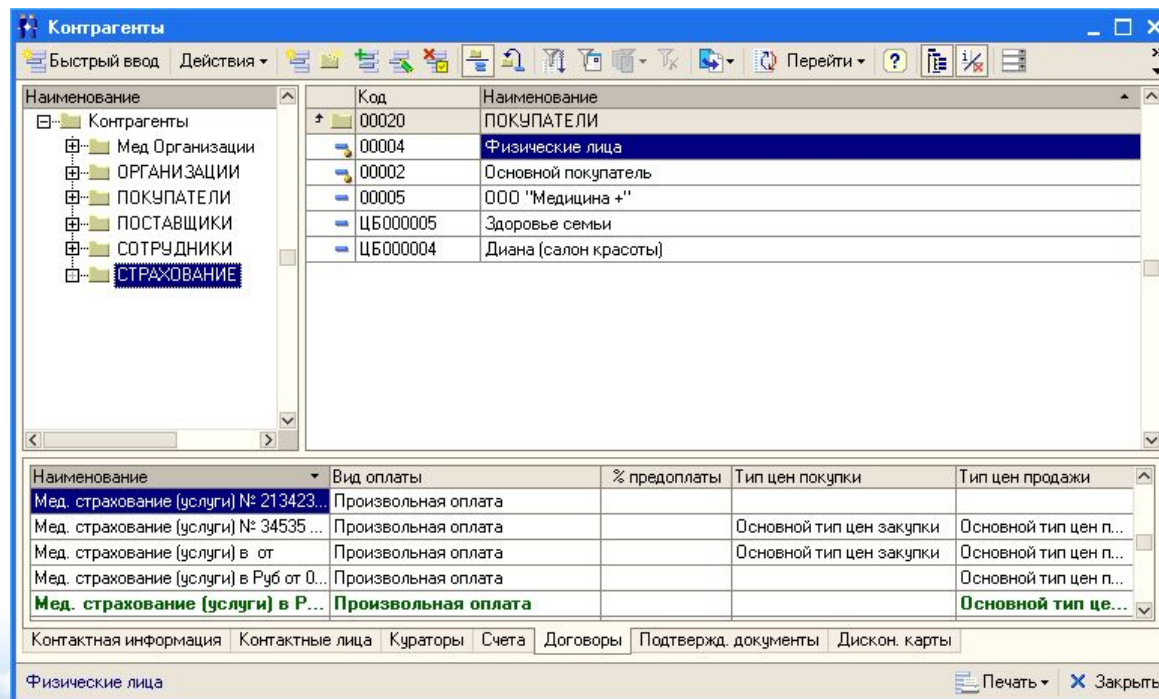 Контрагенты
Быстрый ввод Действия Перейти
Наименование
Контрагенты
Мед Организации
ОРГАНИЗАЦИИ
ПОКУПАТЕЛИ
ПОСТАВЩИКИ
СОТРУДНИКИ
СТРАХОВАНИЕ
Код Наименование
00020 ПОКУПАТЕЛИ
00004 Физические лица
00002 Основной покупатель
00005 ООО "Медицина +"
ЦБ000005 Здоровье семьи
ЦБ000004 Диана (салон красоты)
Наименование Вид оплаты % предоплаты Тип цен покупки Тип цен продажи
Мед. страхование (услуги) № 213423... Произвольная оплата
Мед. страхование (услуги) № 34535 ... Произвольная оплата Основной тип цен закупки Основной тип цен п...
Мед. страхование (услуги) в от Произвольная оплата Основной тип цен закупки Основной тип цен п...
Мед. страхование (услуги) в Руб от 0... Произвольная оплата Основной тип цен п...
Мед. страхование (услуги) в Р... Произвольная оплата Основной тип це...
Контактная информация Контактные лица Кураторы Счета Договоры Подтвержд. документы Дискон. карты
Физические лица Печать Закрыть